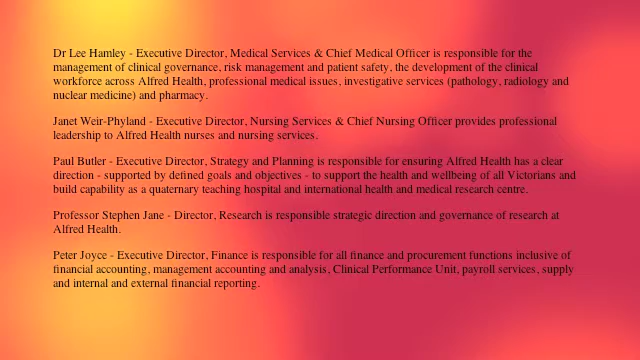 Dr Lee Hamley - Executive Director, Medical Services & Chief Medical Officer is responsible for the
management of clinical governance, risk management and patient safety, the development of the clinical
workforce across Alfred Health, professional medical issues, investigative services (pathology, radiology and
nuclear medicine) and pharmacy.
Janet Weir-Phyland - Executive Director, Nursing Services & Chief Nursing Officer provides professional
leadership to Alfred Health nurses and nursing services.
Paul Butler - Executive Director, Strategy and Planning is responsible for ensuring Alfred Health has a clear
direction - supported by defined goals and objectives - to support the health and wellbeing of all Victorians and
build capability as a quaternary teaching hospital and international health and medical research centre.
Professor Stephen Jane - Director, Research is responsible strategic direction and governance of research at
Alfred Health.
Peter Joyce - Executive Director, Finance is responsible for all finance and procurement functions inclusive of
financial accounting, management accounting and analysis, Clinical Performance Unit, payroll services, supply
and internal and external financial reporting.